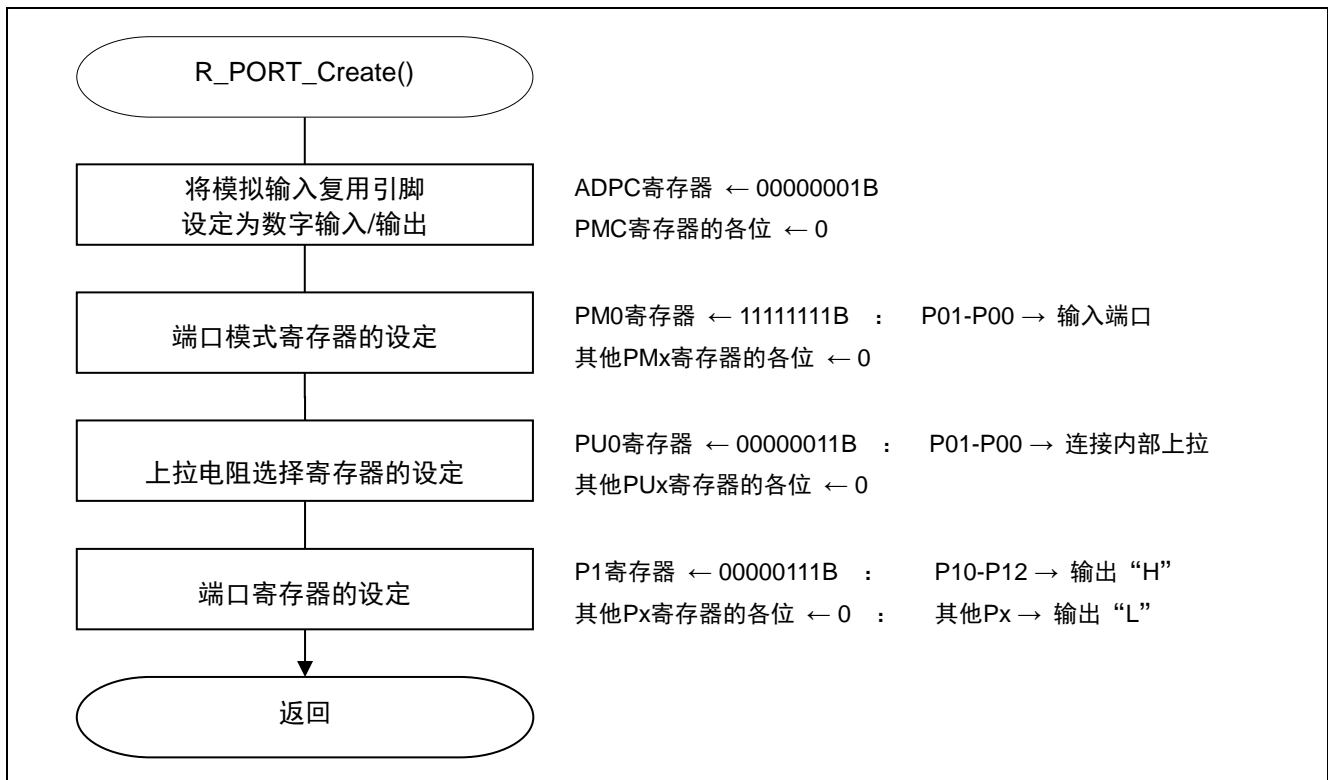 R_PORT_Create()
将模拟输入复用引脚
设定为数字输入/输出
ADPC寄存器 ← 00000001B
PMC寄存器的各位 ← 0
端口模式寄存器的设定
PM0寄存器 ← 11111111B ： P01-P00 → 输入端口
其他PMx寄存器的各位 ← 0
上拉电阻选择寄存器的设定
PU0寄存器 ← 00000011B ： P01-P00 → 连接内部上拉
其他PUx寄存器的各位 ← 0
端口寄存器的设定
P1寄存器 ← 00000111B ： P10-P12 → 输出“H”
其他Px寄存器的各位 ← 0 ： 其他Px → 输出“L”
返回